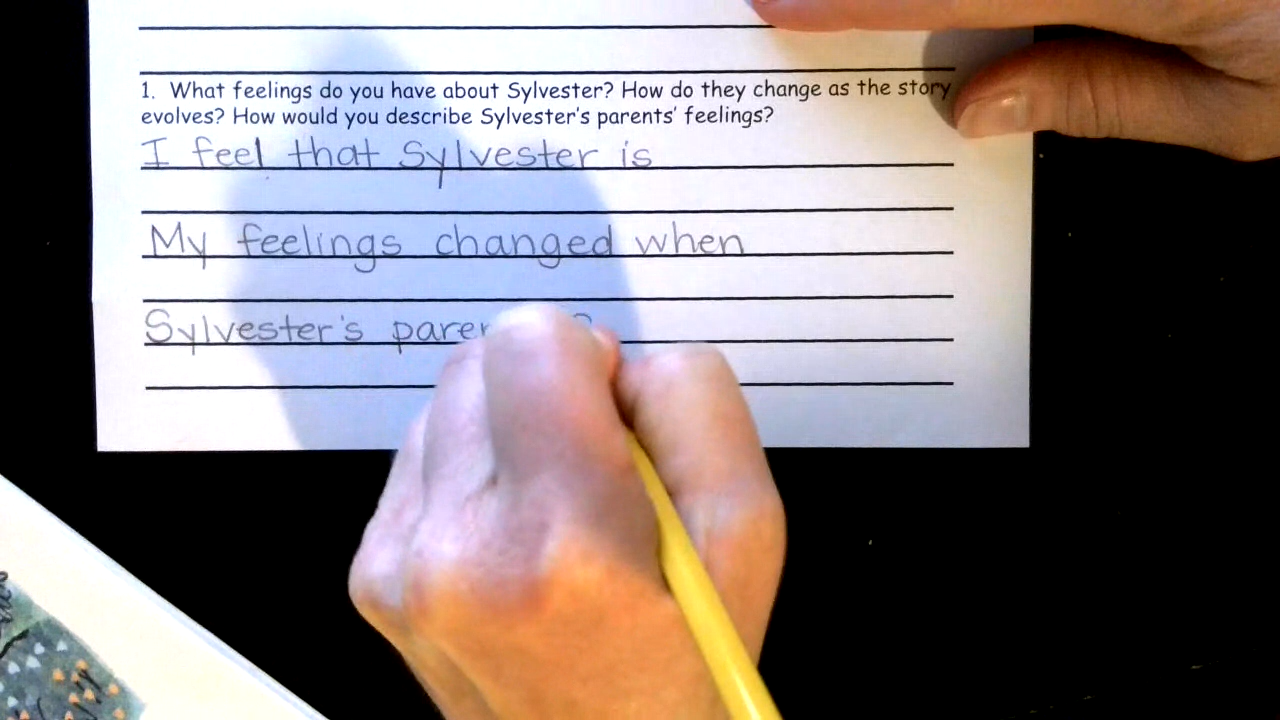 1. What feelings do you have about Sylvester? How do they change as the story
evolves? How would you describe Sylvester's parents' feelings?
I feel that Sylvester is
My feelings changed when
Sylvester's